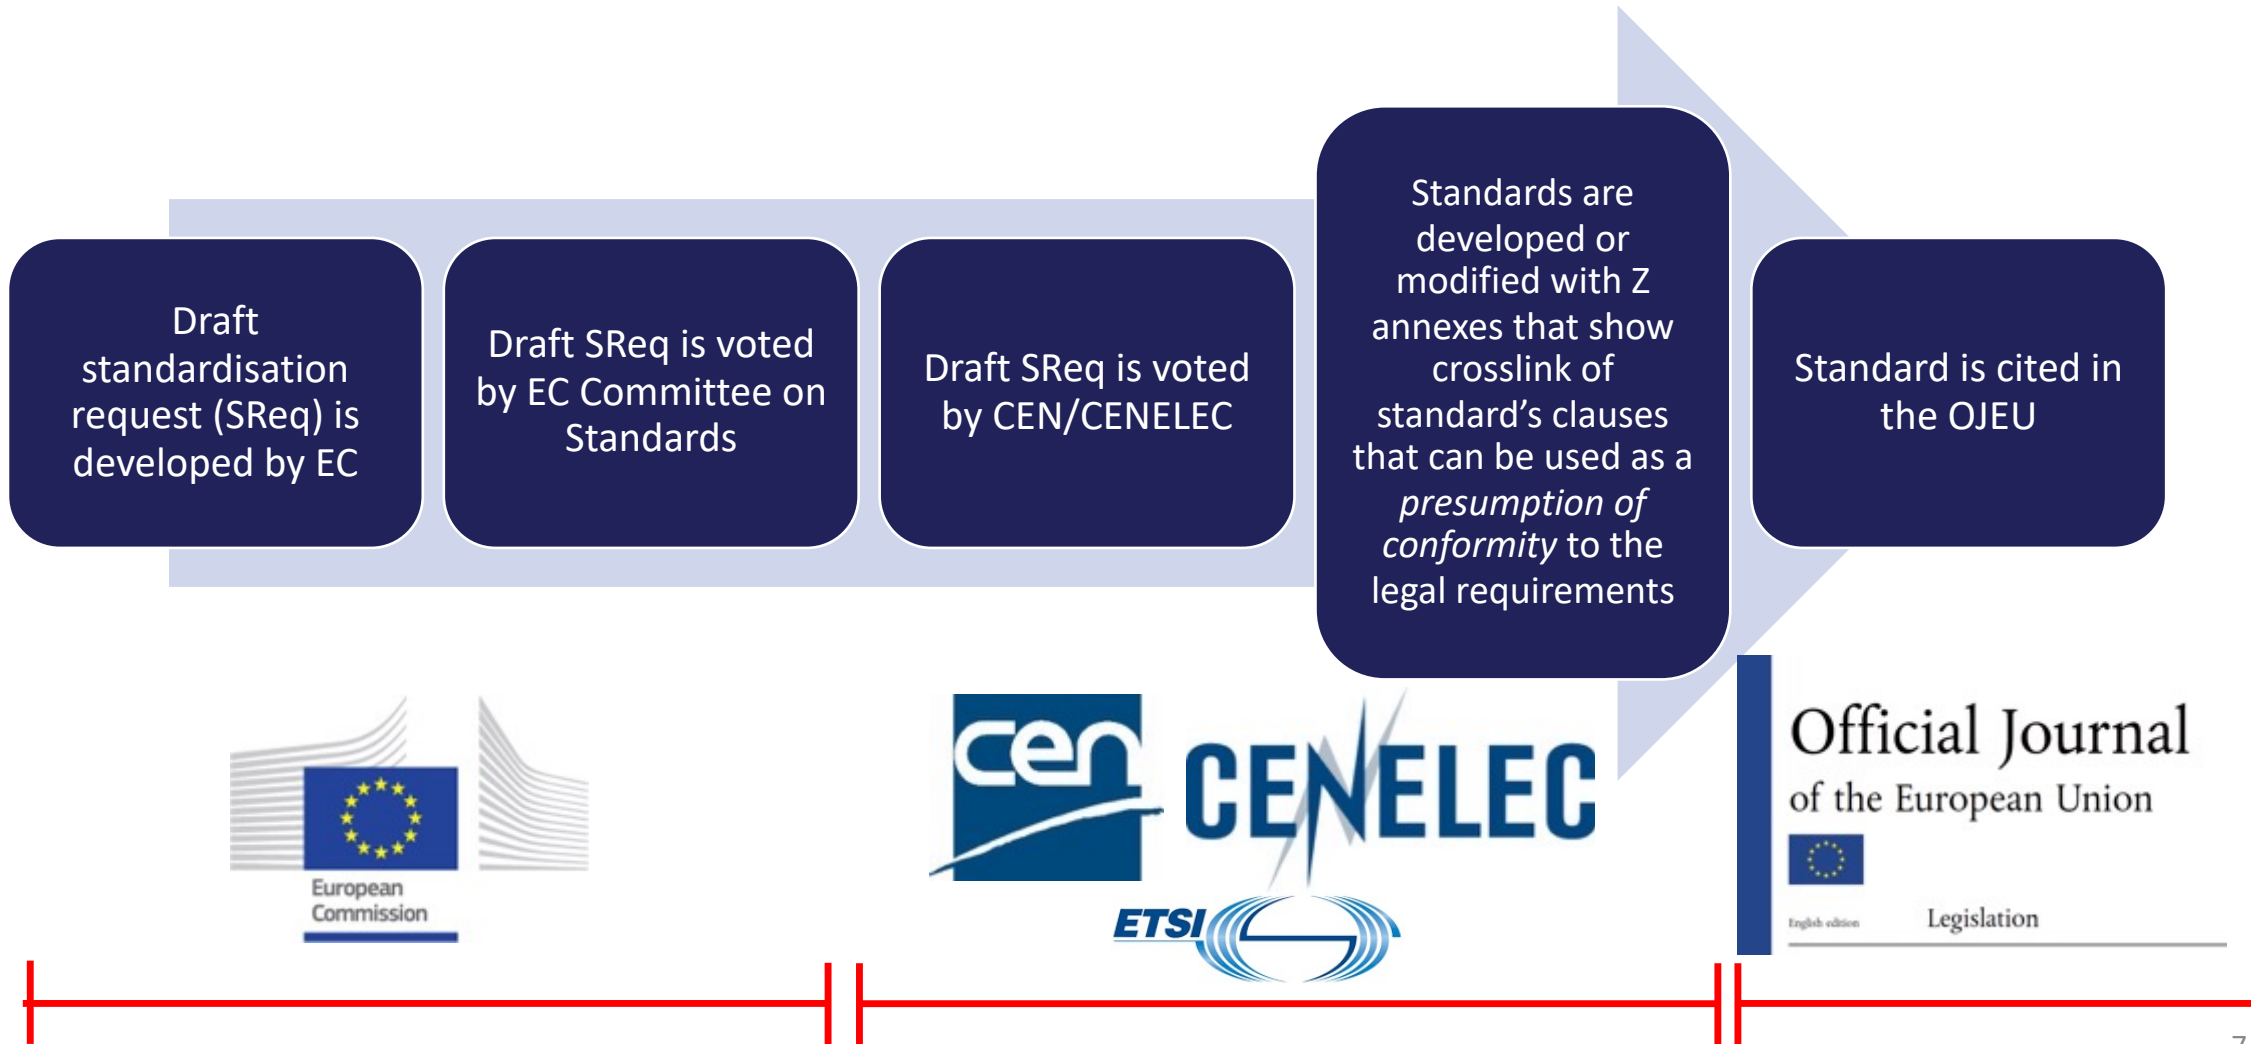 Draft
standardisation
request (SReq) is
developed by EC
Draft SReq is voted
by EC Committee on
Standards
Draft SReq is voted
by CEN/CENELEC
Standards are
developed or
modified with Z
annexes that show
crosslink of
standard’s clauses
that can be used as a
presumption of
conformity to the
legal requirements
Standard is cited in
the OJEU
European
Commission
cen
CENELEC
ETSI
Official Journal
of the European Union
English edition
Legislation
7